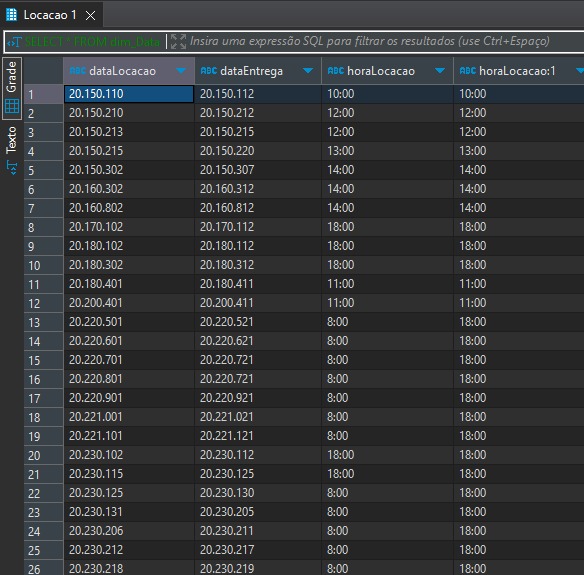 Locacao 1
SELECT * FROM dim_Data Insira uma expressão SQL para filtrar os resultados (use Ctrl+Espaço)
Grade
Texto
ABC dataLocacao ABC dataEntrega ABC horaLocacao ABC horaLocacao:1
1 20.150.110 20.150.112 10:00 10:00
2 20.150.210 20.150.212 12:00 12:00
3 20.150.213 20.150.215 12:00 12:00
4 20.150.215 20.150.220 13:00 13:00
5 20.150.302 20.150.307 14:00 14:00
6 20.160.302 20.160.312 14:00 14:00
7 20.160.802 20.160.812 14:00 14:00
8 20.170.102 20.170.112 18:00 18:00
9 20.180.102 20.180.112 18:00 18:00
10 20.180.302 20.180.312 18:00 18:00
11 20.180.401 20.180.411 11:00 11:00
12 20.200.401 20.200.411 11:00 11:00
13 20.220.501 20.220.521 8:00 18:00
14 20.220.601 20.220.621 8:00 18:00
15 20.220.701 20.220.721 8:00 18:00
16 20.220.801 20.220.721 8:00 18:00
17 20.220.901 20.220.921 8:00 18:00
18 20.221.001 20.221.021 8:00 18:00
19 20.221.101 20.221.121 8:00 18:00
20 20.230.102 20.230.112 18:00 18:00
21 20.230.115 20.230.125 18:00 18:00
22 20.230.125 20.230.130 8:00 18:00
23 20.230.131 20.230.205 8:00 18:00
24 20.230.206 20.230.211 8:00 18:00
25 20.230.212 20.230.217 8:00 18:00
26 20.230.218 20.230.219 8:00 18:00